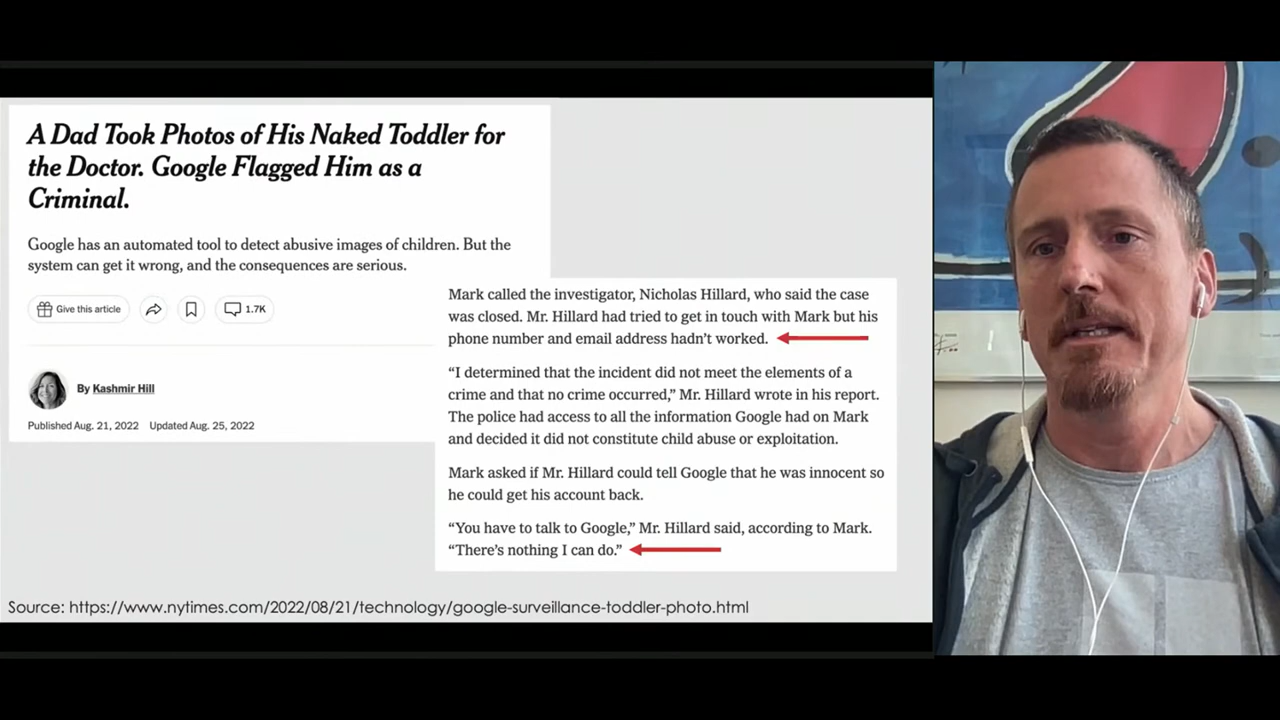 A Dad Took Photos of His Naked Toddler for
the Doctor. Google Flagged Him as a
Criminal.
Google has an automated tool to detect abusive images of children. But the
system can get it wrong, and the consequences are serious.
Give this article
1.7K
By Kashmir Hill
Published Aug. 21, 2022 Updated Aug. 25, 2022
Mark called the investigator, Nicholas Hillard, who said the case
was closed. Mr. Hillard had tried to get in touch with Mark but his
phone number and email address hadn’t worked.
“I determined that the incident did not meet the elements of a
crime and that no crime occurred,” Mr. Hillard wrote in his report.
The police had access to all the information Google had on Mark
and decided it did not constitute child abuse or exploitation.
Mark asked if Mr. Hillard could tell Google that he was innocent so
he could get his account back.
“You have to talk to Google,” Mr. Hillard said, according to Mark.
“There’s nothing I can do.”
Source: https://www.nytimes.com/2022/08/21/technology/google-surveillance-toddler-photo.html